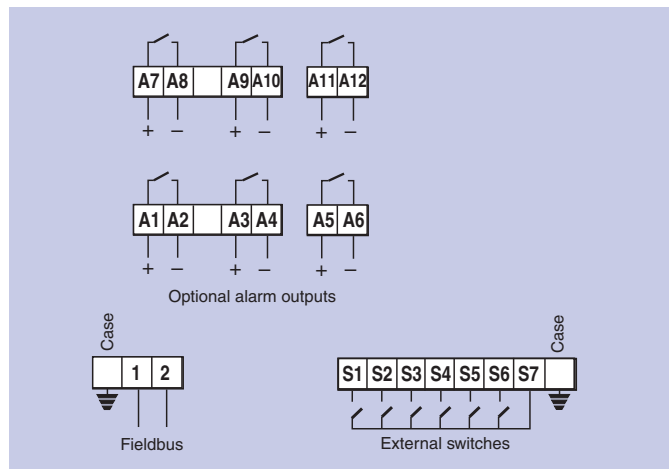 A7 A8 A9 A10 A11 A12
+ − + − + −
A1 A2 A3 A4 A5 A6
+ − + − + −
Optional alarm outputs
Case
1 2
Fieldbus
Case
S1 S2 S3 S4 S5 S6 S7
External switches